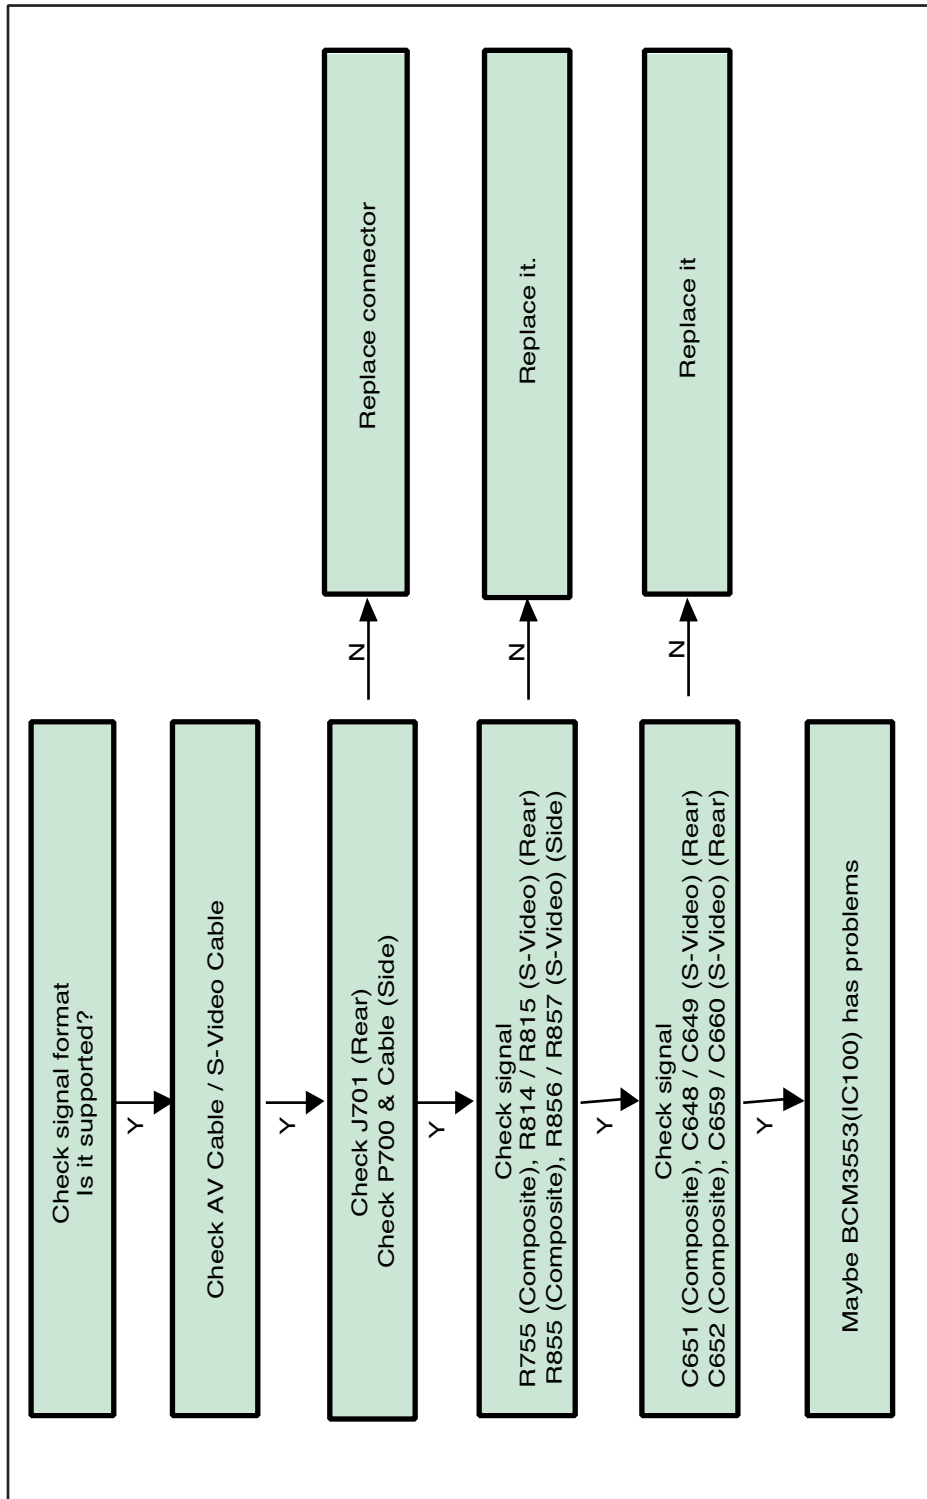 Check signal format
Is it supported?
Y
Check AV Cable / S-Video Cable
Y
Check J701 (Rear)
Check P700 & Cable (Side)
N
Replace connector
Y
Check signal
R755 (Composite), R814 / R815 (S-Video) (Rear)
R855 (Composite), R856 / R857 (S-Video) (Side)
N
Replace it.
Y
Check signal
C651 (Composite), C648 / C649 (S-Video) (Rear)
C652 (Composite), C659 / C660 (S-Video) (Rear)
N
Replace it
Y
Maybe BCM3553(IC100) has problems